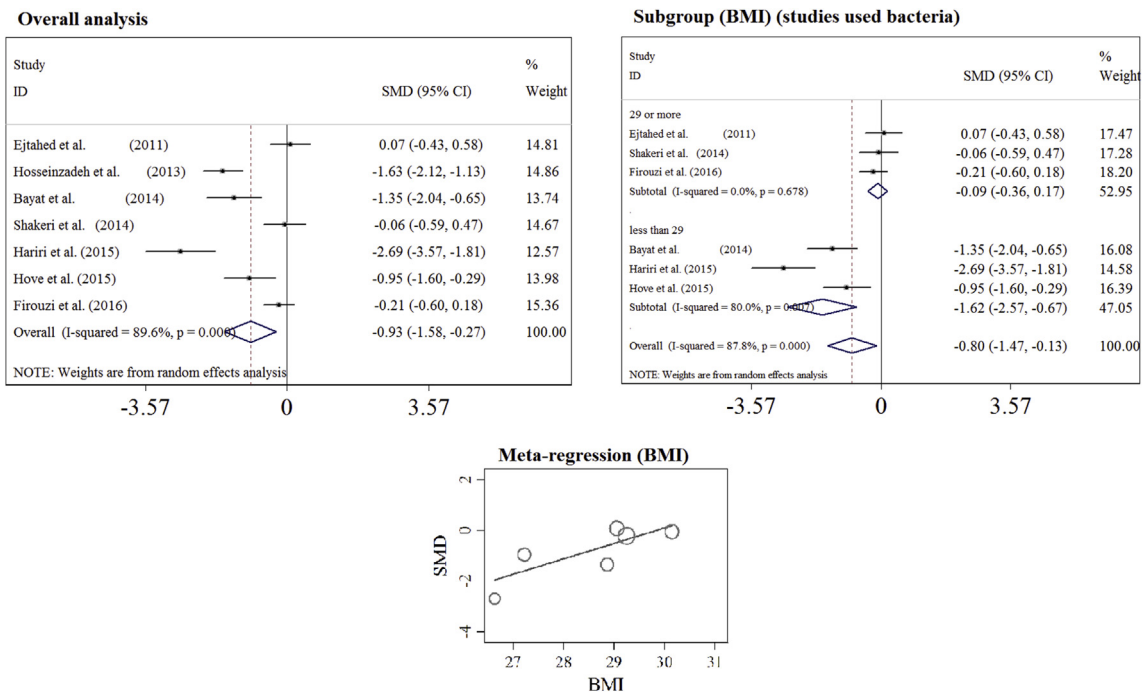 Overall analysis
Study %
ID SMD (95% CI) Weight
Ejtahed et al. (2011) 0.07 (-0.43, 0.58) 14.81
Hosseinzadeh et al. (2013) -1.63 (-2.12, -1.13) 14.86
Bayat et al. (2014) -1.35 (-2.04, -0.65) 13.74
Shakeri et al. (2014) -0.06 (-0.59, 0.47) 14.67
Hariri et al. (2015) -2.69 (-3.57, -1.81) 12.57
Hove et al. (2015) -0.95 (-1.60, -0.29) 13.98
Firouzi et al. (2016) -0.21 (-0.60, 0.18) 15.36
Overall (I-squared = 89.6%, p = 0.000) -0.93 (-1.58, -0.27) 100.00
NOTE: Weights are from random effects analysis
-3.57 0 3.57
Subgroup (BMI) (studies used bacteria)
Study %
ID SMD (95% CI) Weight
29 or more
Ejtahed et al. (2011) 0.07 (-0.43, 0.58) 17.47
Shakeri et al. (2014) -0.06 (-0.59, 0.47) 17.28
Firouzi et al. (2016) -0.21 (-0.60, 0.18) 18.20
Subtotal (I-squared = 0.0%, p = 0.678) -0.09 (-0.36, 0.17) 52.95
.
less than 29
Bayat et al. (2014) -1.35 (-2.04, -0.65) 16.08
Hariri et al. (2015) -2.69 (-3.57, -1.81) 14.58
Hove et al. (2015) -0.95 (-1.60, -0.29) 16.39
Subtotal (I-squared = 80.0%, p = 0.007) -1.62 (-2.57, -0.67) 47.05
.
Overall (I-squared = 87.8%, p = 0.000) -0.80 (-1.47, -0.13) 100.00
NOTE: Weights are from random effects analysis
-3.57 0 3.57
Meta-regression (BMI)
SMD
2
0
-2
-4
27 28 29 30 31
BMI